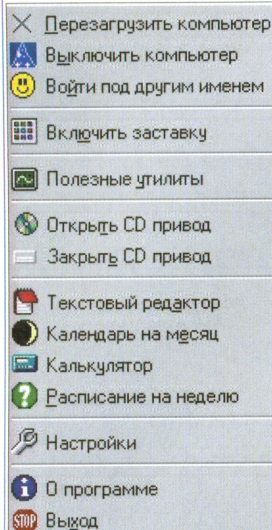 Перезагрузить компьютер
Выключить компьютер
Войти под другим именем
Включить заставку
Полезные утилиты
Открыть CD привод
Закрыть CD привод
Текстовый редактор
Календарь на месяц
Калькулятор
Расписание на неделю
Настройки
О программе
STOP Выход